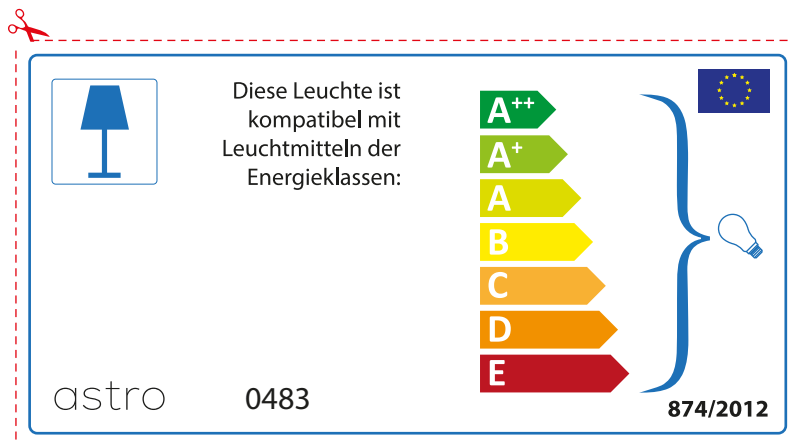 Diese Leuchte ist
kompatibel mit
Leuchtmitteln der
Energieklassen:
A++
A+
A
B
C
D
E
astro
0483
874/2012